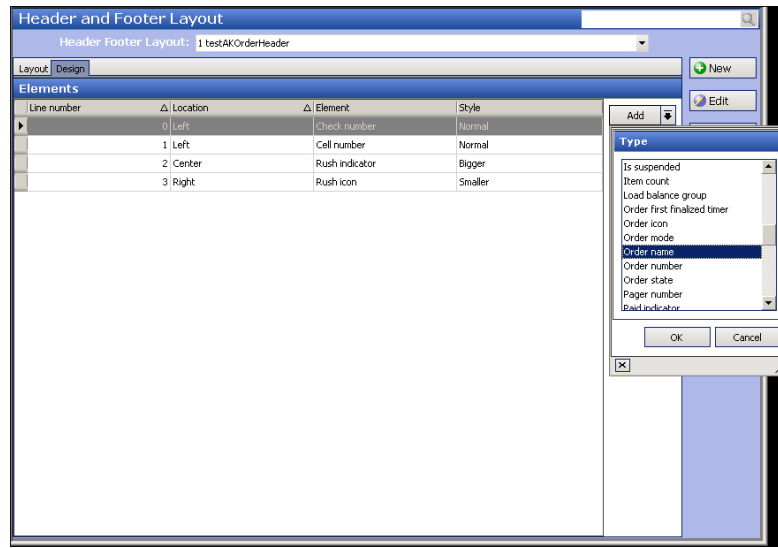 Header and Footer Layout
Header Footer Layout: 1 testAKOrderHeader
Layout Design
New
Elements
Edit
Line number Location Element Style
Add
0 Left Check number Normal
1 Left Cell number Normal
2 Center Rush indicator Bigger
3 Right Rush icon Smaller
Type
Is suspended
Item count
Load balance group
Order first finalized timer
Order icon
Order mode
Order name
Order number
Order state
Pager number
Paid indicator
OK Cancel